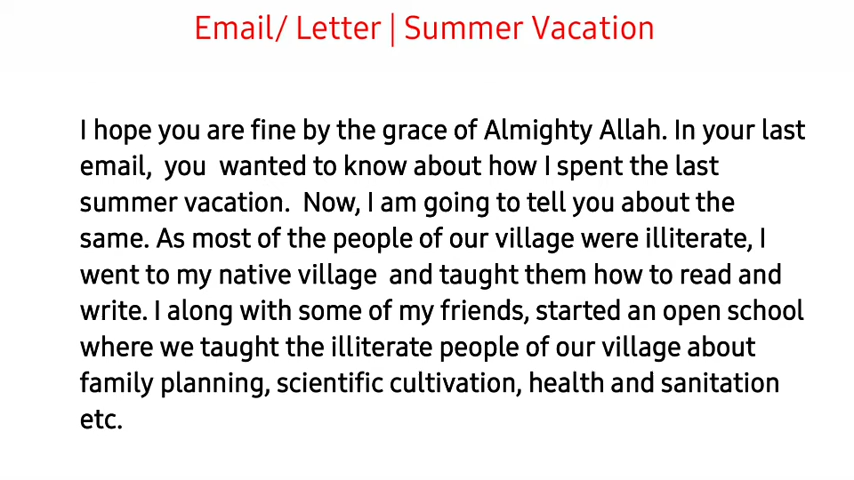 Email/ Letter | Summer Vacation
I hope you are fine by the grace of Almighty Allah. In your last
email, you wanted to know about how I spent the last
summer vacation. Now, I am going to tell you about the
same. As most of the people of our village were illiterate, I
went to my native village and taught them how to read and
write. I along with some of my friends, started an open school
where we taught the illiterate people of our village about
family planning, scientific cultivation, health and sanitation
etc.